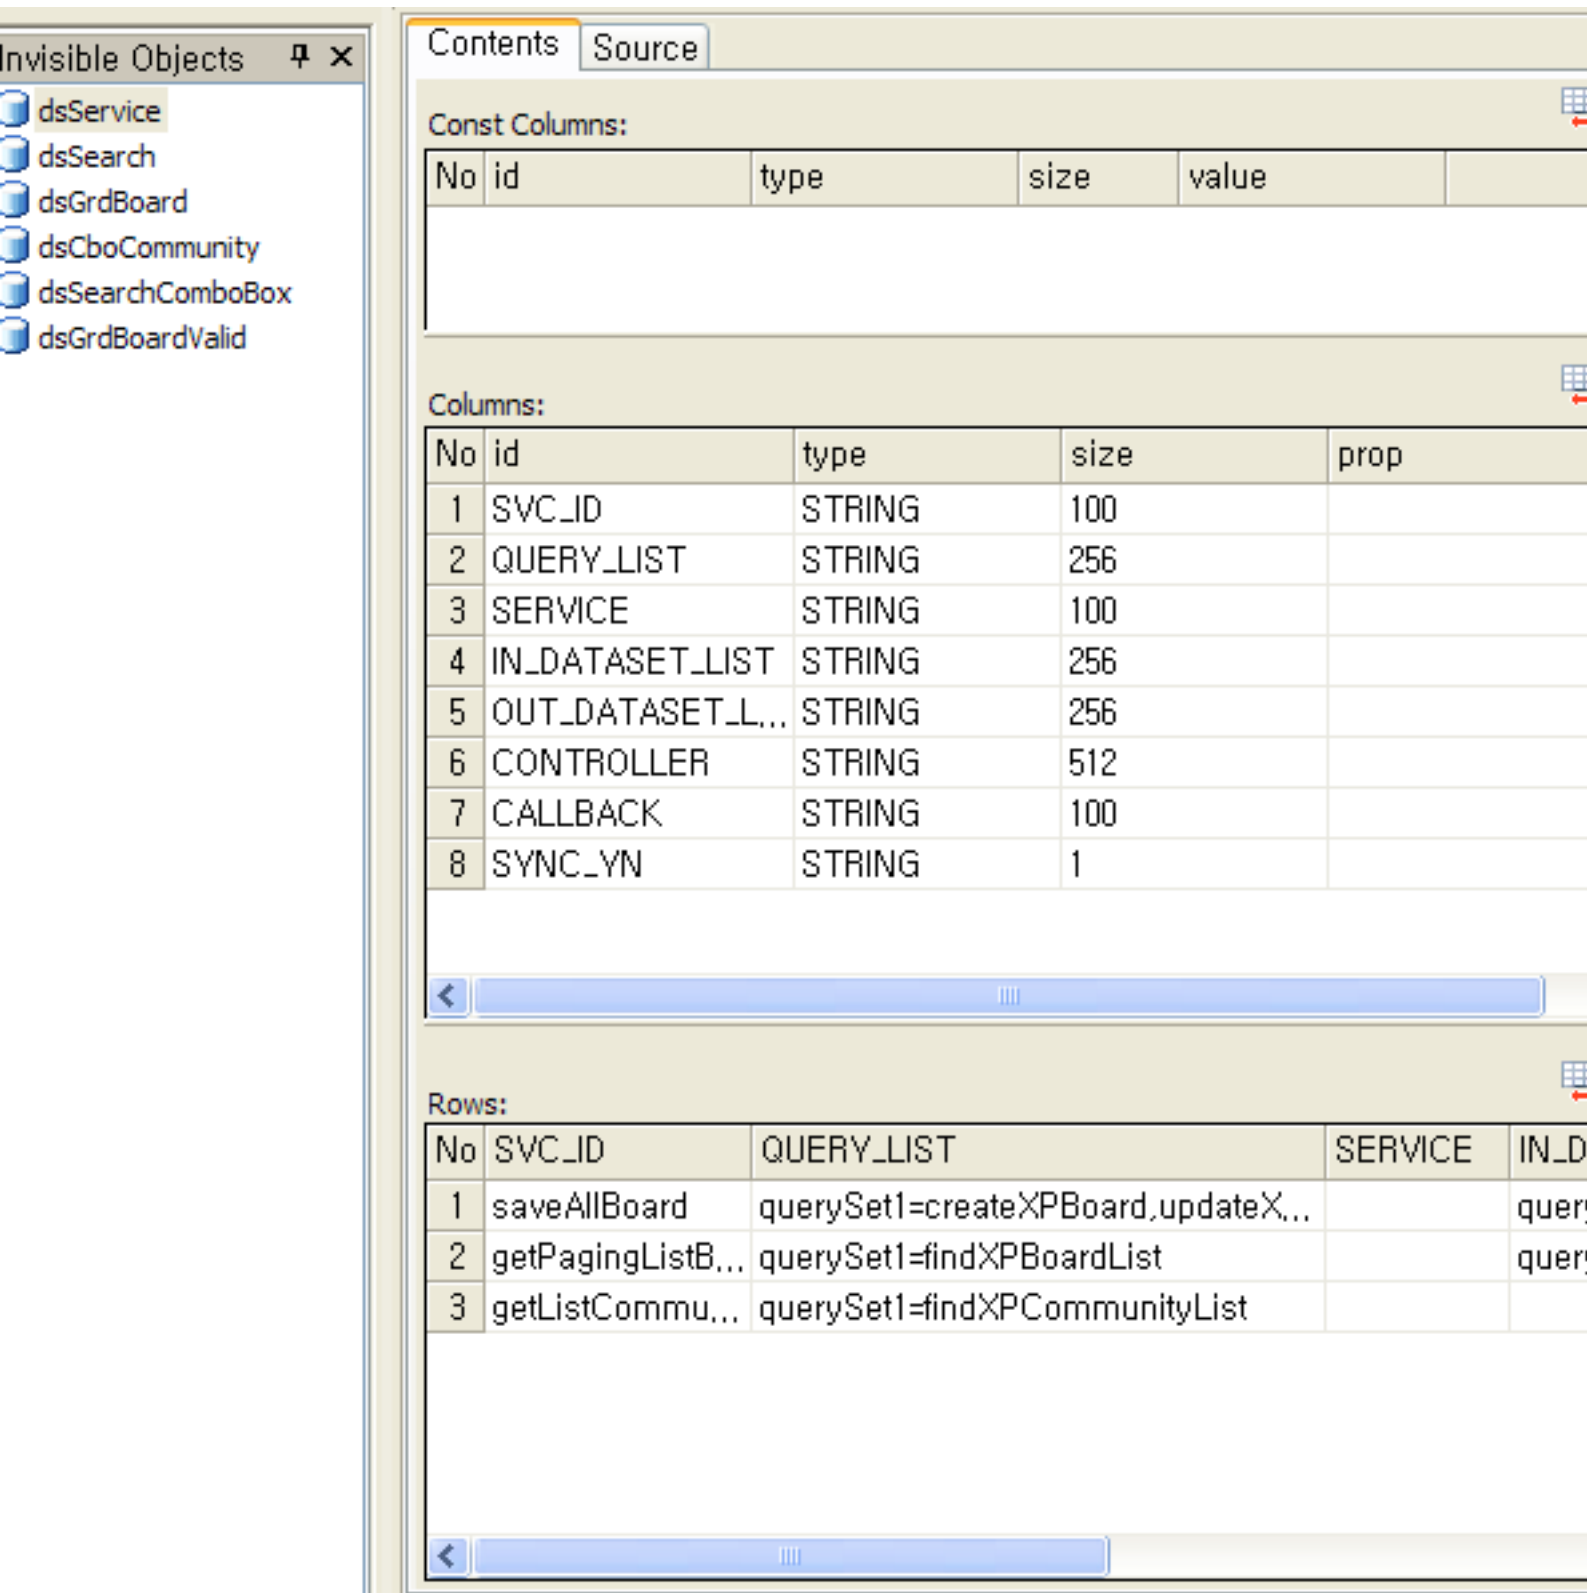 Invisible Objects
dsService
dsSearch
dsGrdBoard
dsCboCommunity
dsSearchComboBox
dsGrdBoardValid
Contents Source
Const Columns:
No id type size value
Columns:
No id type size prop
1 SVC_ID STRING 100
2 QUERY_LIST STRING 256
3 SERVICE STRING 100
4 IN_DATASET_LIST STRING 256
5 OUT_DATASET_L... STRING 256
6 CONTROLLER STRING 512
7 CALLBACK STRING 100
8 SYNC_YN STRING 1
Rows:
No SVC_ID QUERY_LIST SERVICE IN_D
1 saveAllBoard querySet1=createXPBoard,updateX... query
2 getPagingListB... querySet1=findXPBoardList query
3 getListCommu... querySet1=findXPCommunityList